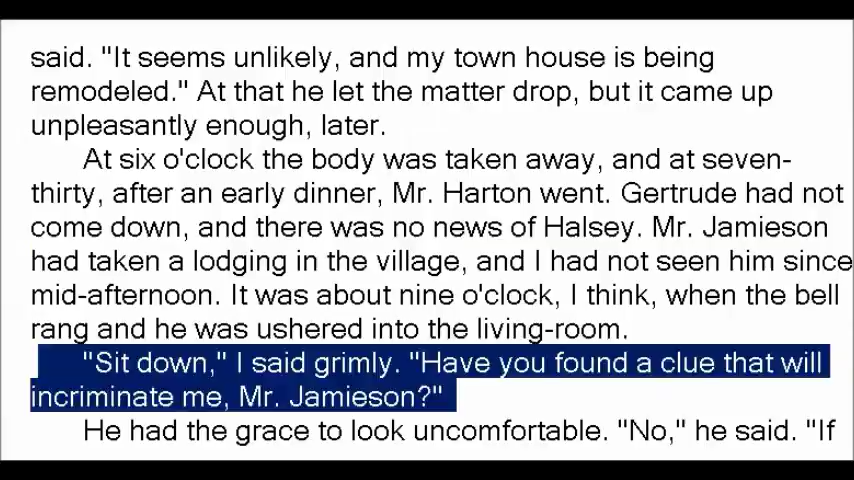 said. "It seems unlikely, and my town house is being
remodeled." At that he let the matter drop, but it came up
unpleasantly enough, later.
At six o'clock the body was taken away, and at seven-
thirty, after an early dinner, Mr. Harton went. Gertrude had not
come down, and there was no news of Halsey. Mr. Jamieson
had taken a lodging in the village, and I had not seen him since
mid-afternoon. It was about nine o'clock, I think, when the bell
rang and he was ushered into the living-room.
"Sit down," I said grimly. "Have you found a clue that will
incriminate me, Mr. Jamieson?"
He had the grace to look uncomfortable. "No," he said. "If